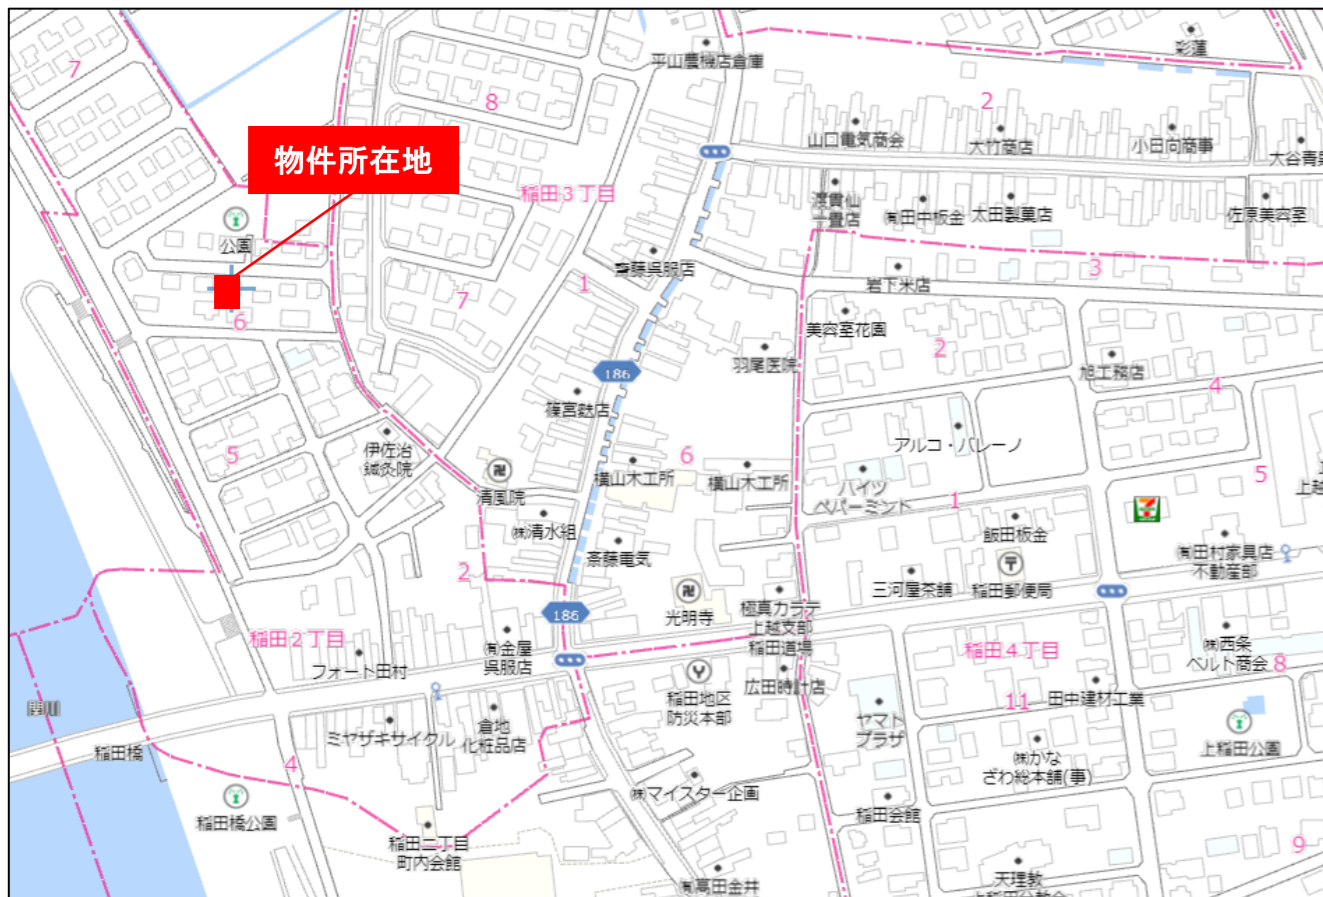 7
8
平山農機店倉庫
彩蓮
2
山口電気商会
大竹商店
小日向商事
物件所在地
稲田3丁目
渡貫仙
一畳店
㈲田中板金
太田製菓店
佐原美容室
公園
齋藤呉服店
岩下米店
3
6
7
1
美容室花園
2
186
羽尾医院
旭工務店
4
篠宮麩店
5
伊佐治
鍼灸院
アルコ・バレーノ
6
清風院
横山木工所
横山木工所
ハイツ
ペパーミント
1
5
㈱清水組
斎藤電気
飯田板金
㈲田村家具店
不動産部
2
186
光明寺
極真カラテ
上越支部
稲田道場
三河屋茶舗
稲田郵便局
稲田2丁目
フォート田村
㈲金屋
呉服店
稲田4丁目
㈱西条
ベルト商会
8
関川
稲田橋
稲田地区
防災本部
広田時計店
11
田中建材工業
ミヤザキサイクル
倉地
化粧品店
ヤマト
プラザ
上稲田公園
4
㈱かな
ざわ総本舗(事)
稲田橋公園
㈱マイスター企画
稲田会館
稲田二丁目
町内会館
9
㈲高田金井
天理教